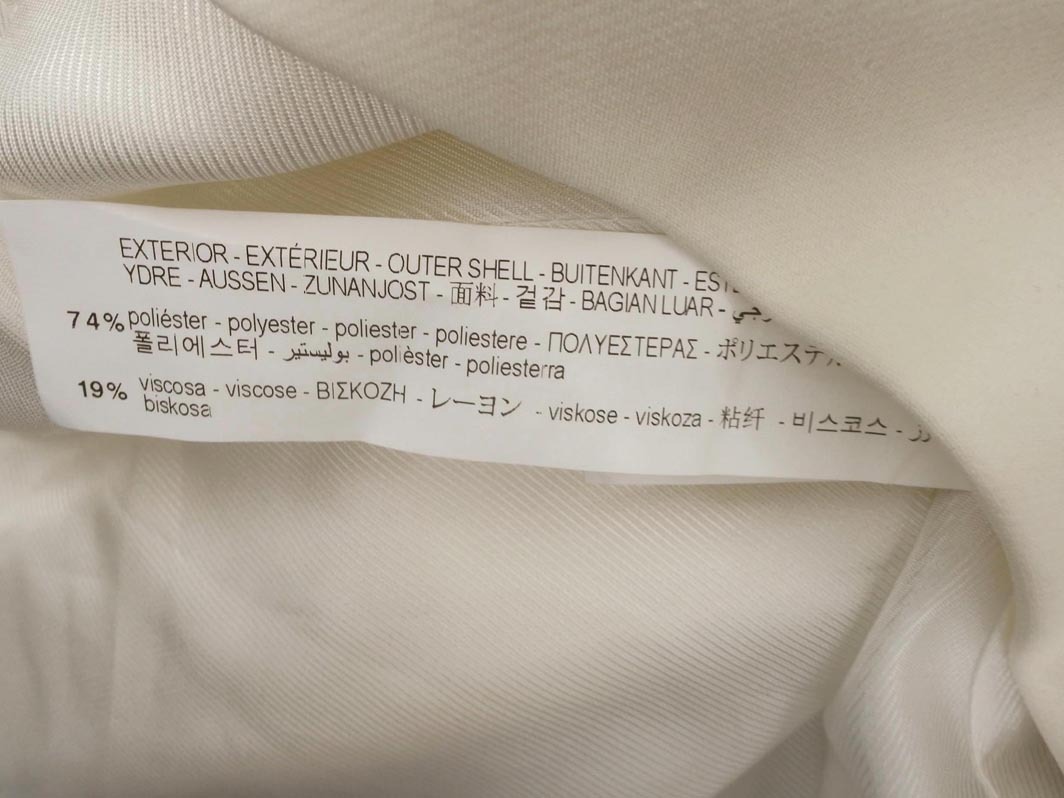 EXTERIOR - EXTÉRIEUR - OUTER SHELL - BUITENKANT -
YDRE - AUSSEN - ZUNANJOST - 面料 - 겉감 - BAGIAN LUAR -
74% poliéster - polyester - poliester - poliestere - ΠΟΛΥΕΣΤΕΡΑΣ -
폴리에스터 - بوليستير - polièster - poliesterra
19% viscosa - viscose - ΒΙΣΚΟΖΗ - レーヨン - viskose - viskoza - 粘纤 - 비스코스 -
biskosa